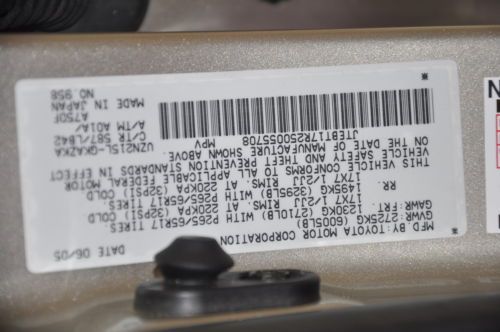 MFD. BY:TOYOTA MOTOR CORPORATION DATE 06/05
GVWR:2725KG (6005LB)
GAWR:FRT. 1230KG (2710LB) WITH P265/65R17 TIRES
17X7 1/2JJ RIMS, AT 220KPA (32PSI) COLD
RR. 1495KG (3295LB) WITH P265/65R17 TIRES
17X7 1/2JJ RIMS, AT 220KPA (32PSI) COLD
THIS VEHICLE CONFORMS TO ALL APPLICABLE FEDERAL MOTOR
VEHICLE SAFETY AND THEFT PREVENTION STANDARDS IN EFFECT
ON THE DATE OF MANUFACTURE SHOWN ABOVE.
JTEBT17R250055708 MPV
UZN215L-GKAZKA
C/TR 587/LB42
A/TM A01A/
A750F
MADE IN JAPAN
NO. 958